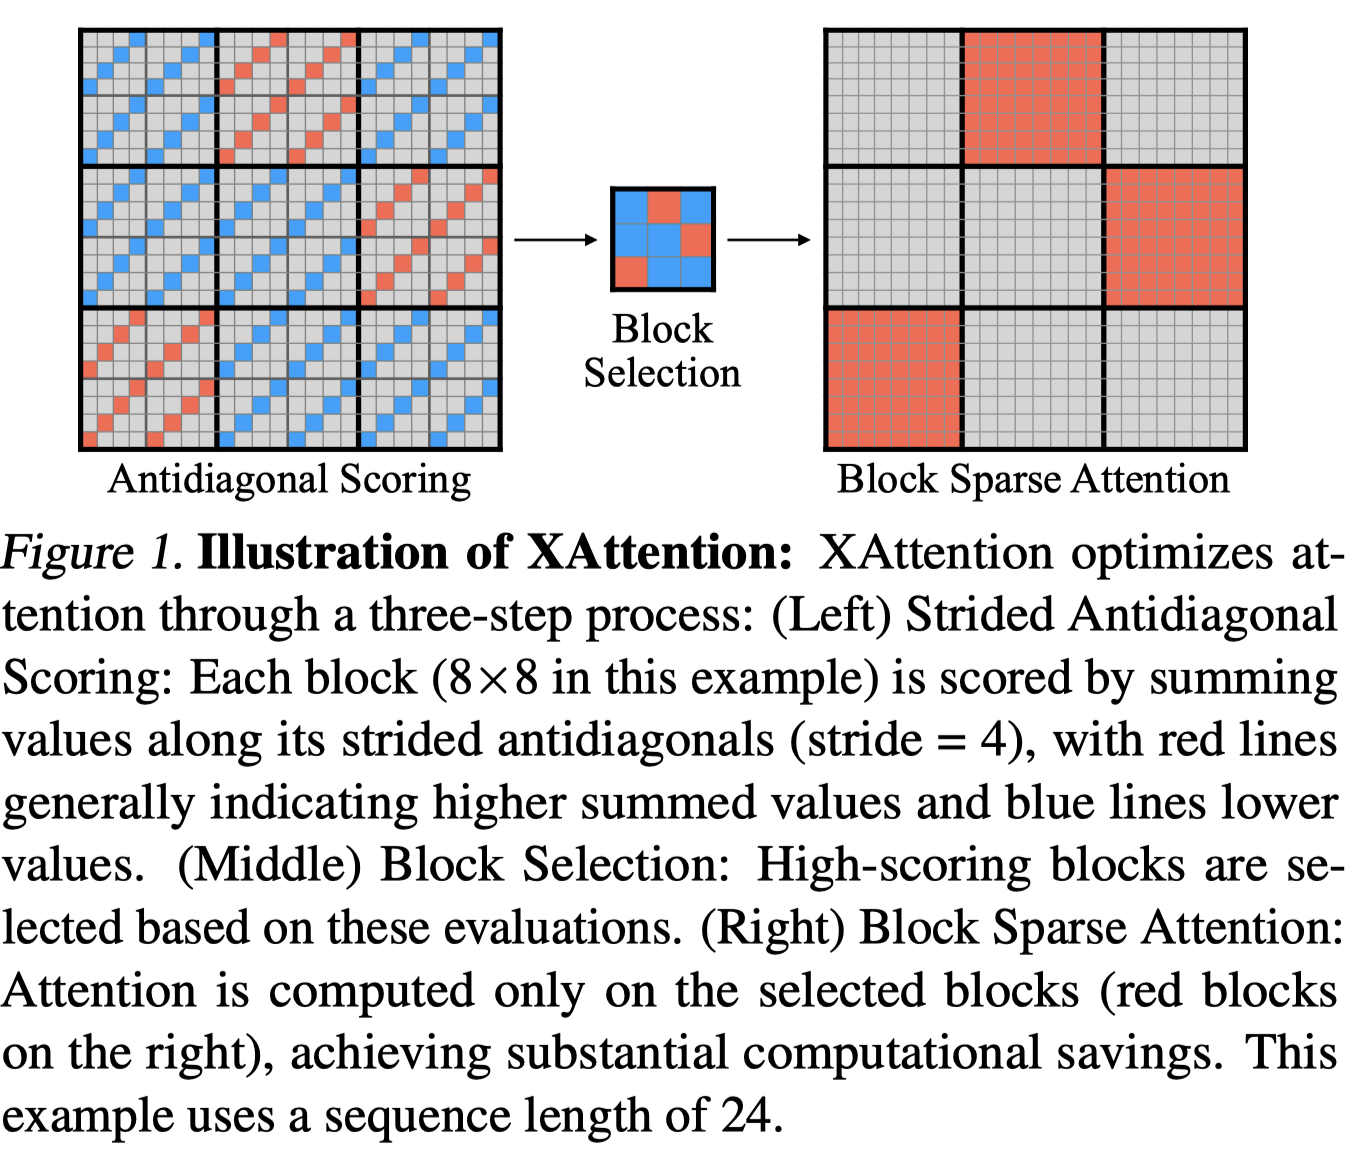 Block
Selection
Antidiagonal Scoring
Block Sparse Attention
Figure 1. Illustration of XAttention: XAttention optimizes at-
tention through a three-step process: (Left) Strided Antidiagonal
Scoring: Each block (8×8 in this example) is scored by summing
values along its strided antidiagonals (stride = 4), with red lines
generally indicating higher summed values and blue lines lower
values. (Middle) Block Selection: High-scoring blocks are se-
lected based on these evaluations. (Right) Block Sparse Attention:
Attention is computed only on the selected blocks (red blocks
on the right), achieving substantial computational savings. This
example uses a sequence length of 24.